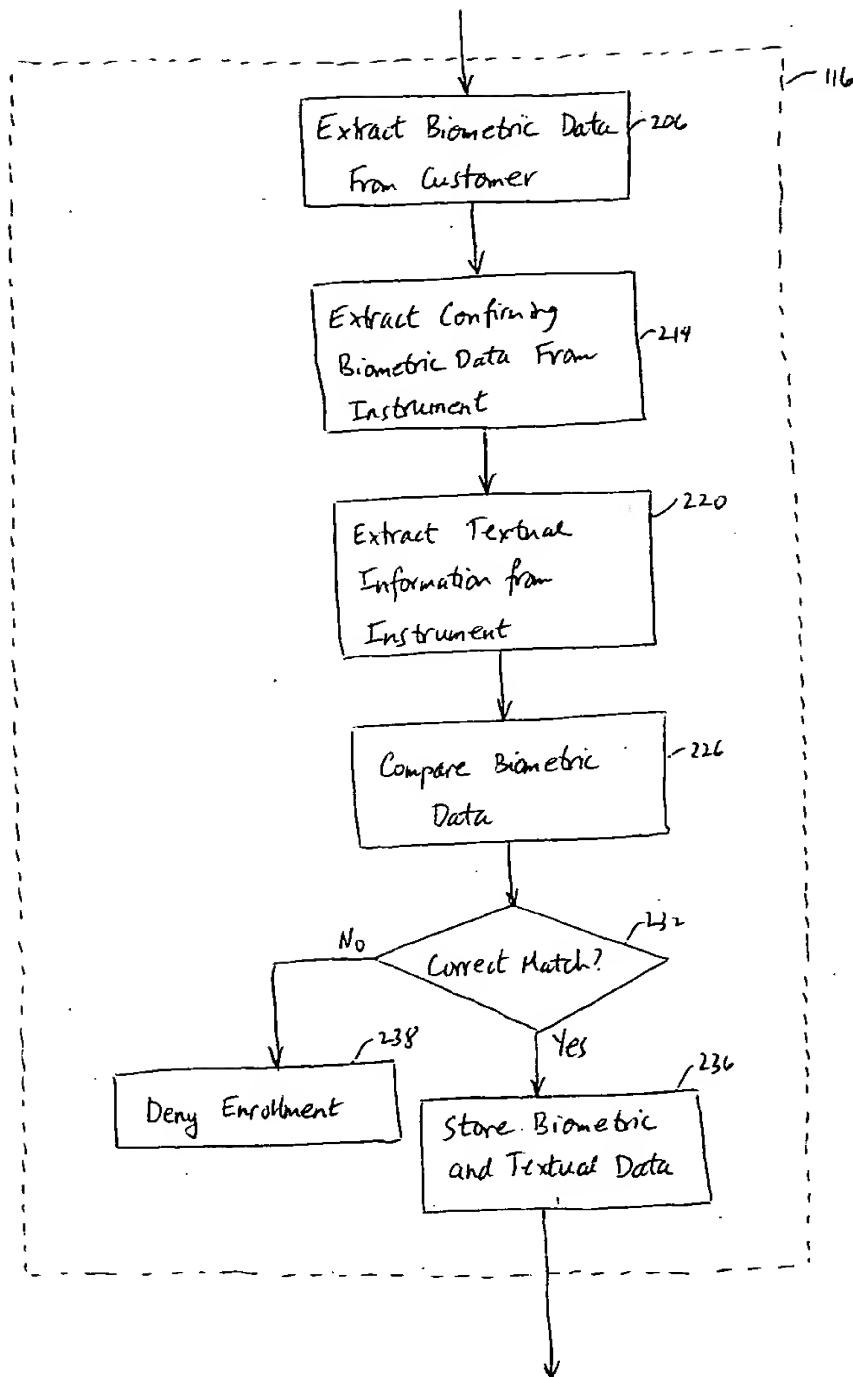 116
Extract Biometric Data
From Customer
206
Extract Confirming
Biometric Data From
Instrument
214
Extract Textual
Information from
Instrument
220
Compare Biometric
Data
226
Correct Match?
232
No
Yes
Deny Enrollment
238
Store Biometric
and Textual Data
236